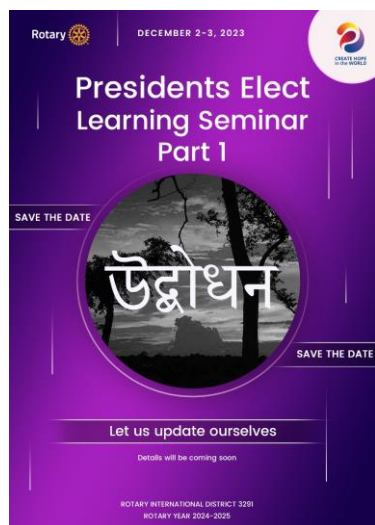 Rotary
DECEMBER 2-3, 2023
CREATE HOPE
in the WORLD
Presidents Elect
Learning Seminar
Part 1
SAVE THE DATE
उद्बोधन
SAVE THE DATE
Let us update ourselves
Details will be coming soon
ROTARY INTERNATIONAL DISTRICT 3291
ROTARY YEAR 2024-2025